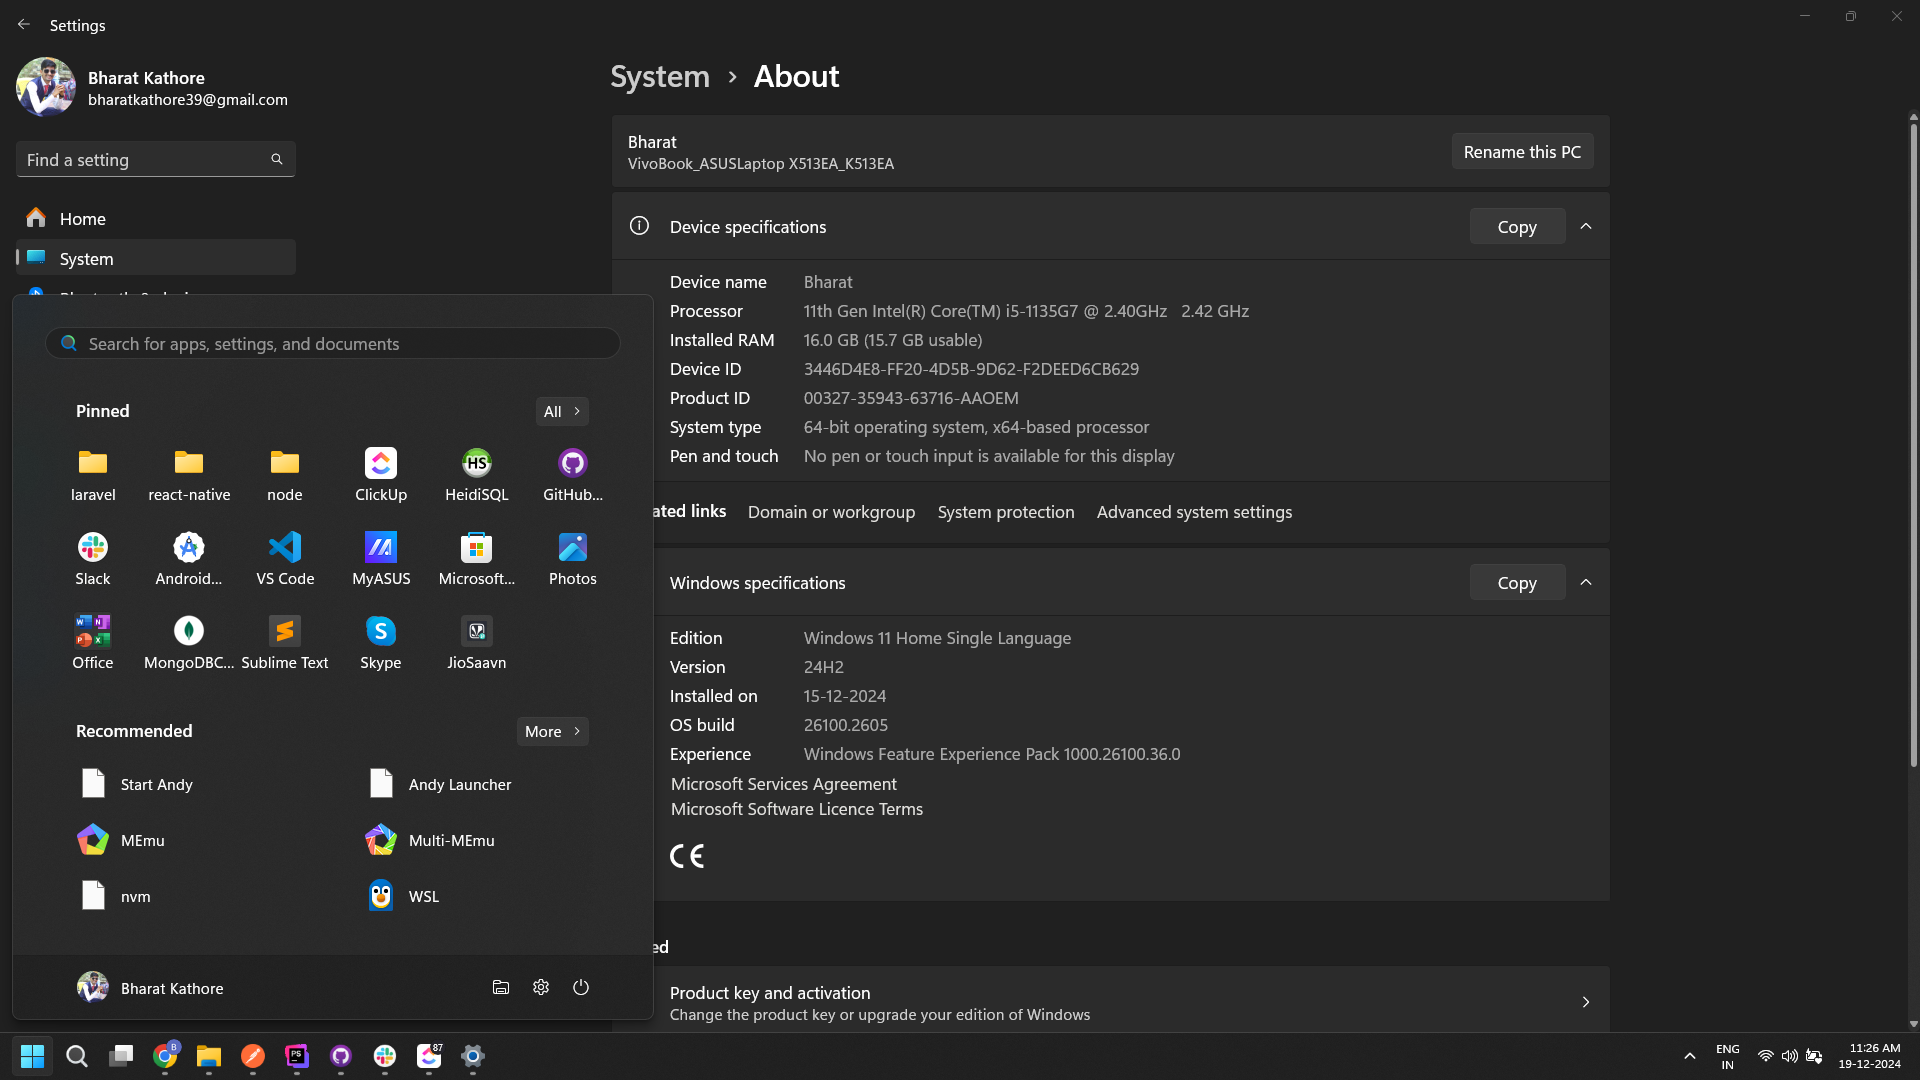 Settings
Bharat Kathore
bharatkathore39@gmail.com
Find a setting
Home
System
System > About
Bharat
VivoBook_ASUSLaptop X513EA_K513EA
Rename this PC
Device specifications
Copy
Device name Bharat
Processor 11th Gen Intel(R) Core(TM) i5-1135G7 @ 2.40GHz 2.42 GHz
Installed RAM 16.0 GB (15.7 GB usable)
Device ID 3446D4E8-FF20-4D5B-9D62-F2DEED6CB629
Product ID 00327-35943-63716-AAOEM
System type 64-bit operating system, x64-based processor
Pen and touch No pen or touch input is available for this display
ated links Domain or workgroup System protection Advanced system settings
Windows specifications
Copy
Edition Windows 11 Home Single Language
Version 24H2
Installed on 15-12-2024
OS build 26100.2605
Experience Windows Feature Experience Pack 1000.26100.36.0
Microsoft Services Agreement
Microsoft Software Licence Terms
CE
ed
Product key and activation
Change the product key or upgrade your edition of Windows
Search for apps, settings, and documents
Pinned
All
laravel react-native node ClickUp HeidiSQL GitHub...
Slack Android... VS Code MyASUS Microsoft... Photos
Office MongoDBC... Sublime Text Skype JioSaavn
Recommended
More
Start Andy Andy Launcher
MEmu Multi-MEmu
nvm WSL
Bharat Kathore
87
ENG
IN
11:26 AM
19-12-2024